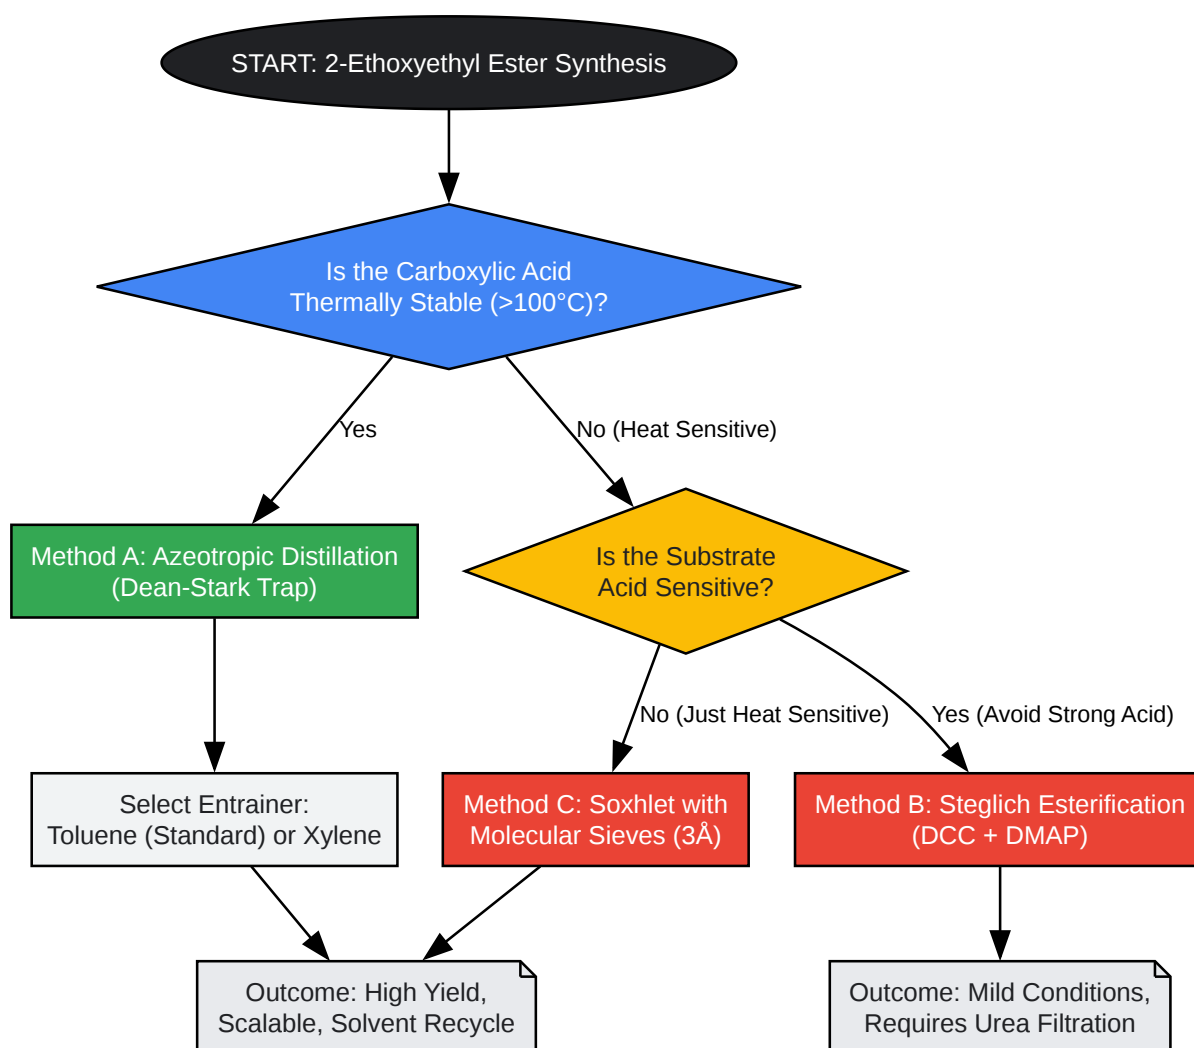 START: 2-Ethoxyethyl Ester Synthesis
Is the Carboxylic Acid
Thermally Stable (>100°C)?
Yes
No (Heat Sensitive)
Method A: Azeotropic Distillation
(Dean-Stark Trap)
Is the Substrate
Acid Sensitive?
No (Just Heat Sensitive)
Yes (Avoid Strong Acid)
Select Entrainer:
Toluene (Standard) or Xylene
Method C: Soxhlet with
Molecular Sieves (3Å)
Method B: Steglich Esterification
(DCC + DMAP)
Outcome: High Yield,
Scalable, Solvent Recycle
Outcome: Mild Conditions,
Requires Urea Filtration